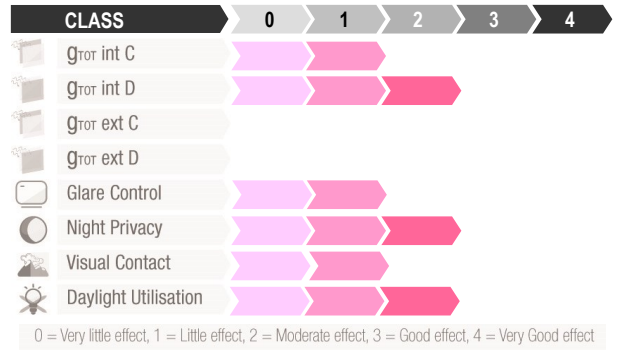 CLASS 0 1 2 3 4
gTOT int C
gTOT int D
gTOT ext C
gTOT ext D
Glare Control
Night Privacy
Visual Contact
Daylight Utilisation
0 = Very little effect, 1 = Little effect, 2 = Moderate effect, 3 = Good effect, 4 = Very Good effect